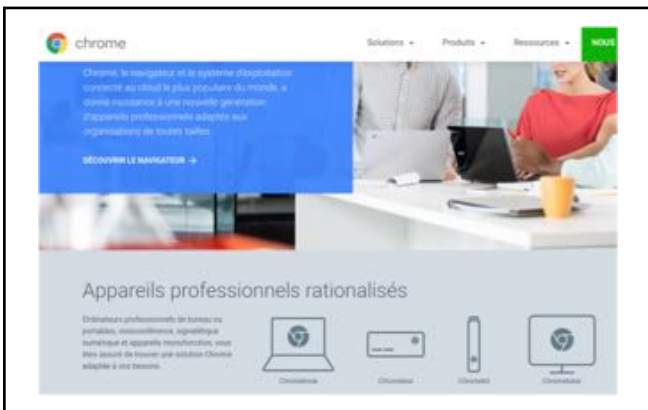 chrome
Solutions
Produits
Ressources
NOUS
Chrome, le navigateur et le système d'exploitation
connecté au cloud le plus populaire du monde, a
donné naissance à une nouvelle génération
d'appareils professionnels adaptés aux
organisations de toutes tailles.
DÉCOUVRIR LE NAVIGATEUR →
Appareils professionnels rationalisés
Ordinateurs professionnels de bureau ou
portables, visioconférence, signalétique
numérique et appareils monofonction, vous
êtes assuré de trouver une solution Chrome
adaptée à vos besoins.
Chromebook
Chromebox
Chromebit
Chromebase